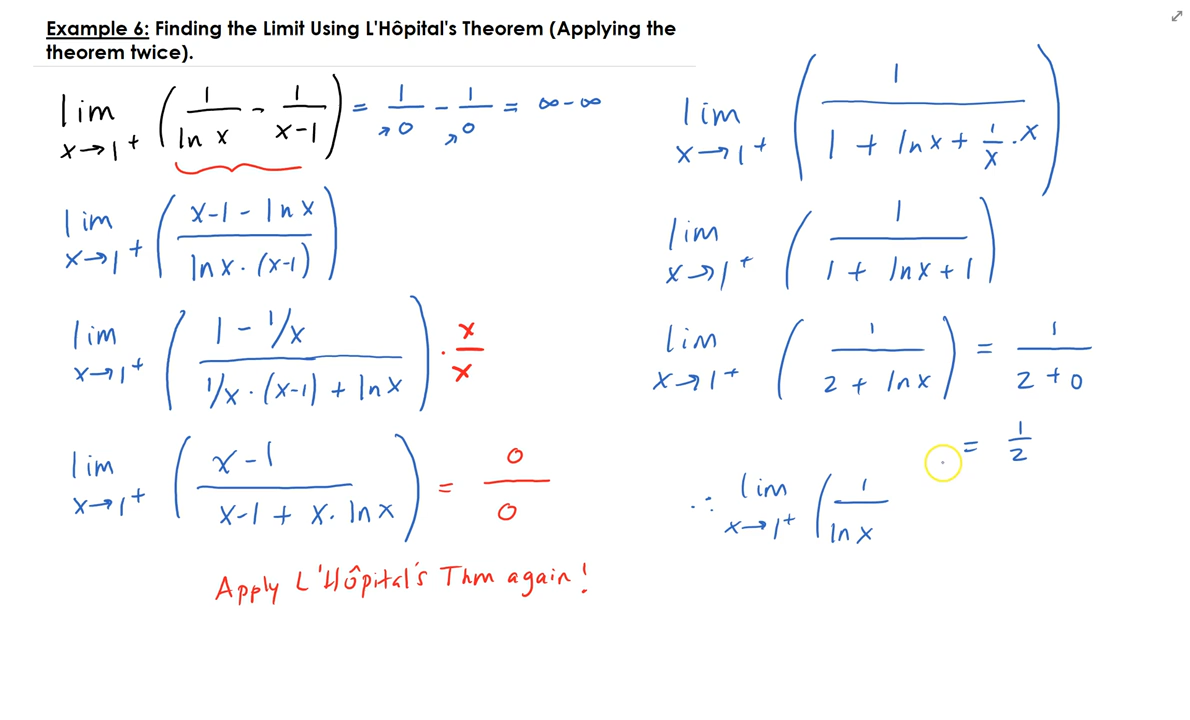 Example 6: Finding the Limit Using L'Hôpital's Theorem (Applying the
theorem twice).
lim x→1⁺ (1/ln x - 1/x-1) = 1/→0 - 1/→0 = ∞-∞
lim x→1⁺ (x-1-ln x / ln x · (x-1))
lim x→1⁺ (1 - 1/x / 1/x · (x-1) + ln x) · x/x
lim x→1⁺ (x-1 / x-1 + x · ln x) = 0/0
Apply L'Hôpital's Thm again!
lim x→1⁺ (1 / 1 + ln x + 1/x · x)
lim x→1⁺ (1 / 1 + ln x + 1)
lim x→1⁺ (1 / 2 + ln x) = 1 / 2+0
= 1/2
∴ lim x→1⁺ (1/ln x